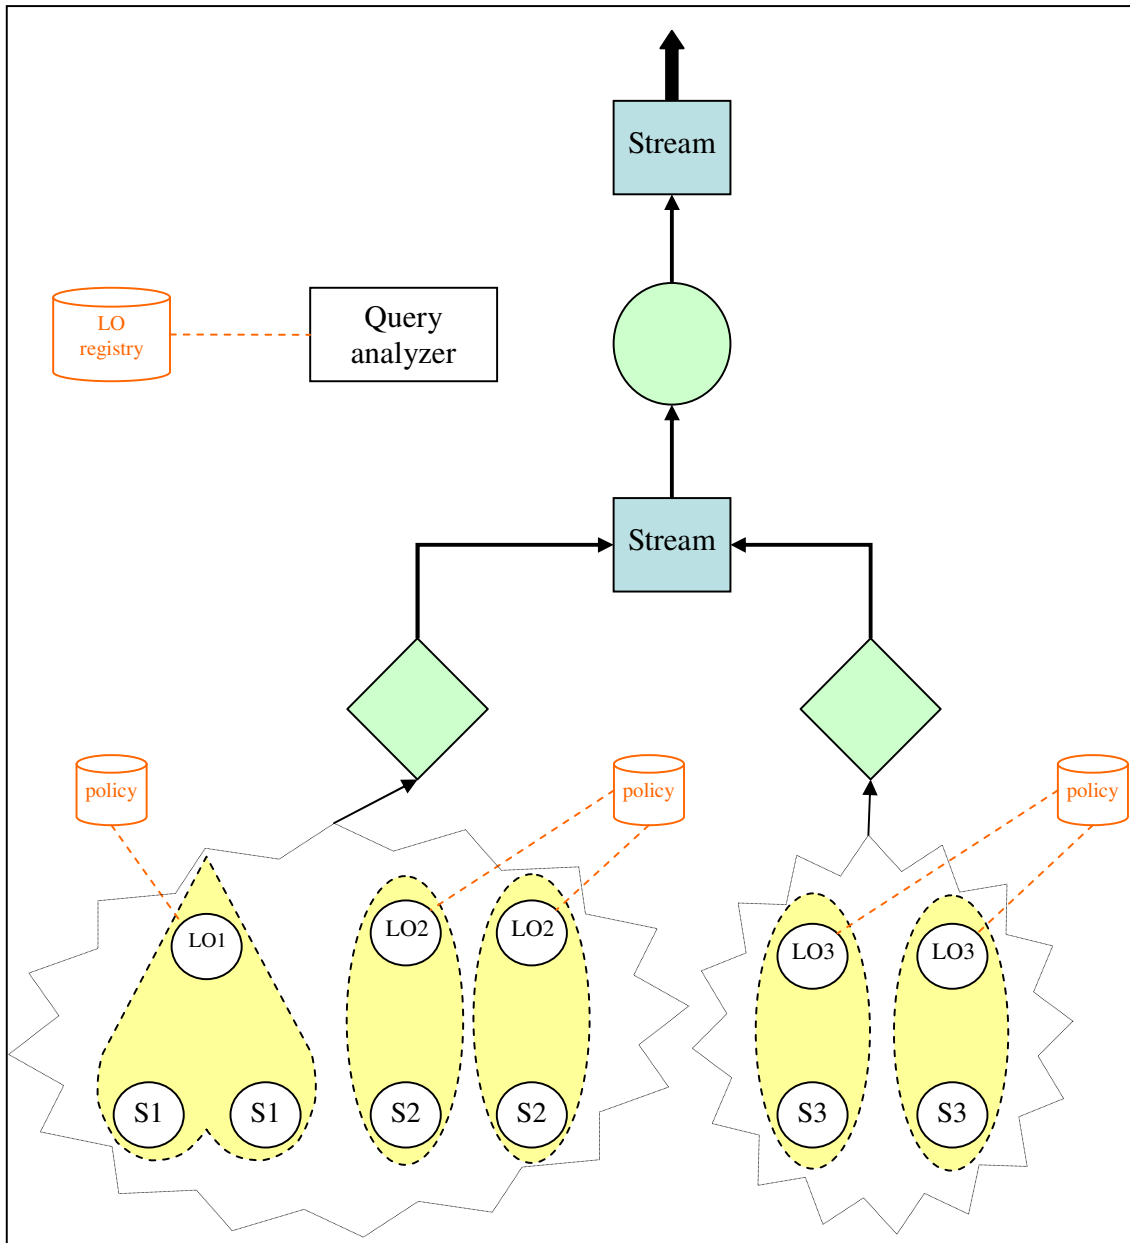 Stream
LO
registry
Query
analyzer
Stream
policy
policy
policy
LO1
LO2
LO2
LO3
LO3
S1
S1
S2
S2
S3
S3